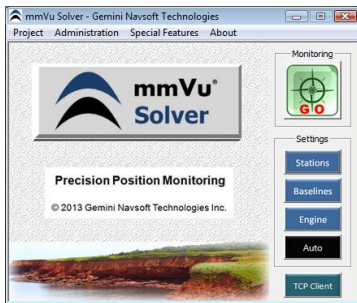 mmVu Solver - Gemini Navsoft Technologies
Project Administration Special Features About
Monitoring
mmVu®
Solver
GO
Settings
Stations
Precision Position Monitoring
Baselines
© 2013 Gemini Navsoft Technologies Inc.
Engine
Auto
TCP Client